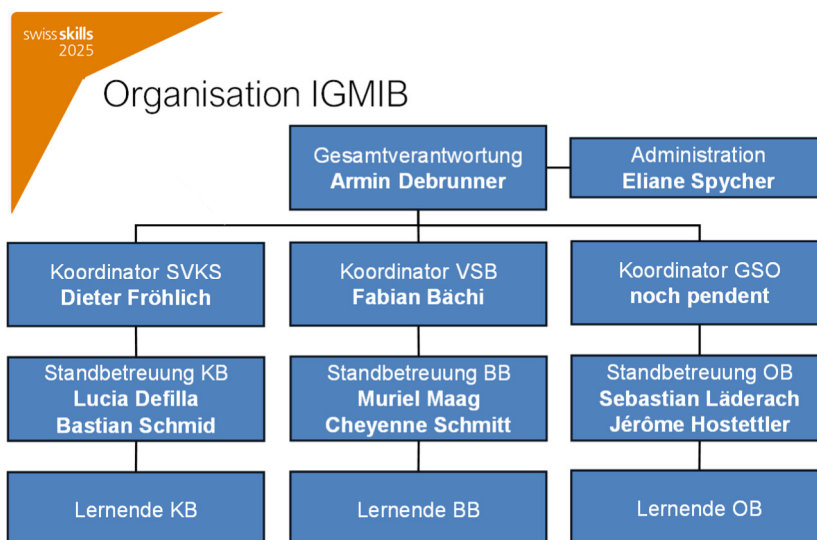 swiss skills
2025
Organisation IGMIB
Gesamtverantwortung
Armin Debrunner
Administration
Eliane Spycher
Koordinator SVKS
Dieter Fröhlich
Koordinator VSB
Fabian Bächi
Koordinator GSO
noch pendent
Standbetreuung KB
Lucia Defilla
Bastian Schmid
Standbetreuung BB
Muriel Maag
Cheyenne Schmitt
Standbetreuung OB
Sebastian Läderach
Jérôme Hostettler
Lernende KB
Lernende BB
Lernende OB